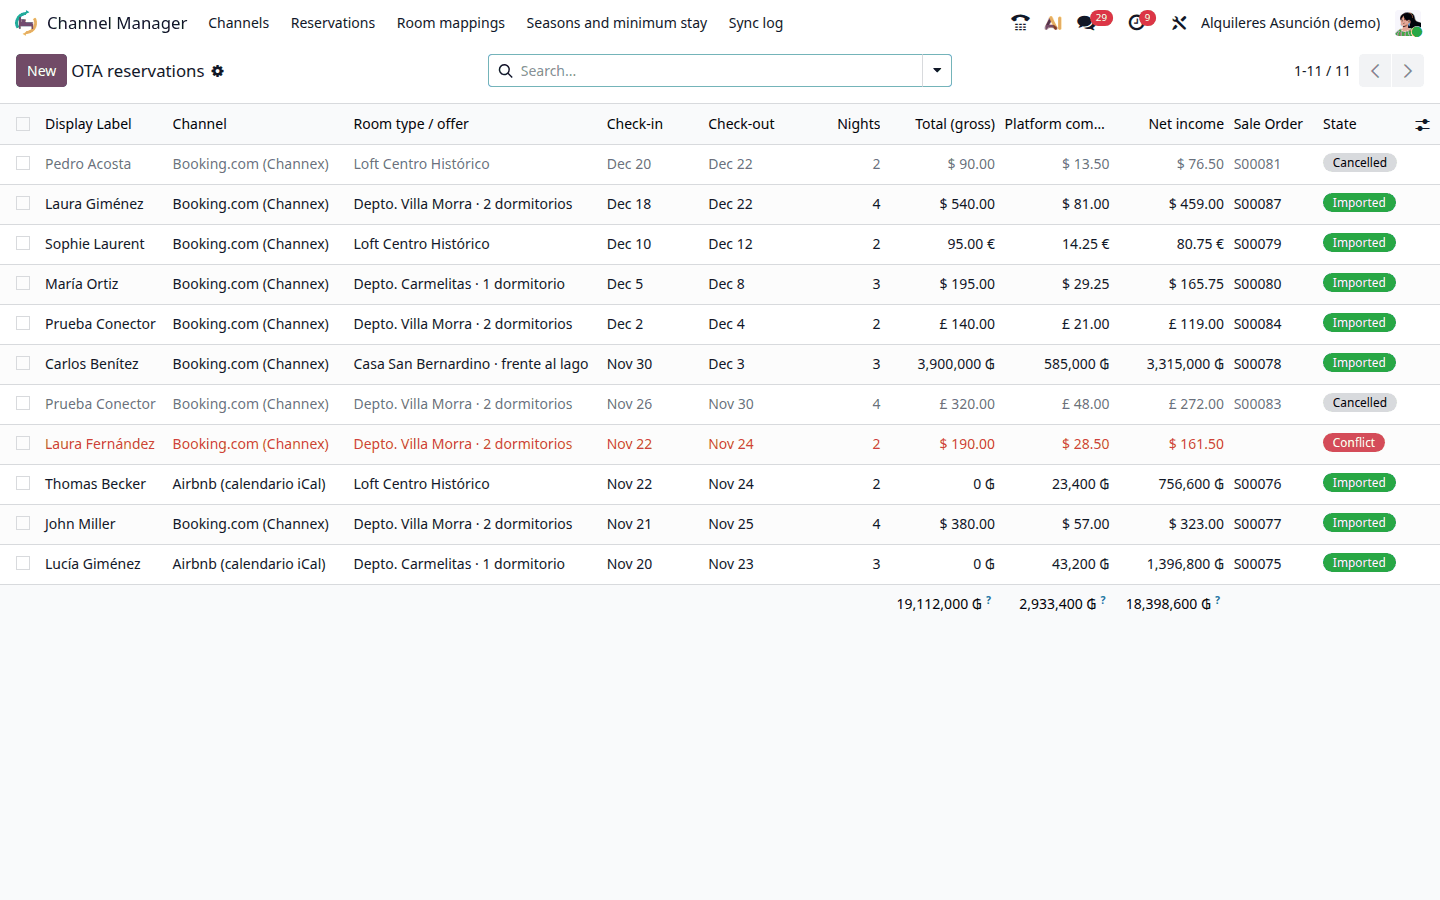 Channel Manager Channels Reservations Room mappings Seasons and minimum stay Sync log AI 29 9 Alquileres Asunción (demo)
New OTA reservations Search... 1-11 / 11
Display Label Channel Room type / offer Check-in Check-out Nights Total (gross) Platform com... Net income Sale Order State
Pedro Acosta Booking.com (Channex) Loft Centro Histórico Dec 20 Dec 22 2 $ 90.00 $ 13.50 $ 76.50 S00081 Cancelled
Laura Giménez Booking.com (Channex) Depto. Villa Morra · 2 dormitorios Dec 18 Dec 22 4 $ 540.00 $ 81.00 $ 459.00 S00087 Imported
Sophie Laurent Booking.com (Channex) Loft Centro Histórico Dec 10 Dec 12 2 95.00 € 14.25 € 80.75 € S00079 Imported
María Ortiz Booking.com (Channex) Depto. Carmelitas · 1 dormitorio Dec 5 Dec 8 3 $ 195.00 $ 29.25 $ 165.75 S00080 Imported
Prueba Conector Booking.com (Channex) Depto. Villa Morra · 2 dormitorios Dec 2 Dec 4 2 £ 140.00 £ 21.00 £ 119.00 S00084 Imported
Carlos Benítez Booking.com (Channex) Casa San Bernardino · frente al lago Nov 30 Dec 3 3 3,900,000 ₲ 585,000 ₲ 3,315,000 ₲ S00078 Imported
Prueba Conector Booking.com (Channex) Depto. Villa Morra · 2 dormitorios Nov 26 Nov 30 4 £ 320.00 £ 48.00 £ 272.00 S00083 Cancelled
Laura Fernández Booking.com (Channex) Depto. Villa Morra · 2 dormitorios Nov 22 Nov 24 2 $ 190.00 $ 28.50 $ 161.50 Conflict
Thomas Becker Airbnb (calendario iCal) Loft Centro Histórico Nov 22 Nov 24 2 0 ₲ 23,400 ₲ 756,600 ₲ S00076 Imported
John Miller Booking.com (Channex) Depto. Villa Morra · 2 dormitorios Nov 21 Nov 25 4 $ 380.00 $ 57.00 $ 323.00 S00077 Imported
Lucía Giménez Airbnb (calendario iCal) Depto. Carmelitas · 1 dormitorio Nov 20 Nov 23 3 0 ₲ 43,200 ₲ 1,396,800 ₲ S00075 Imported
19,112,000 ₲ ? 2,933,400 ₲ ? 18,398,600 ₲ ?